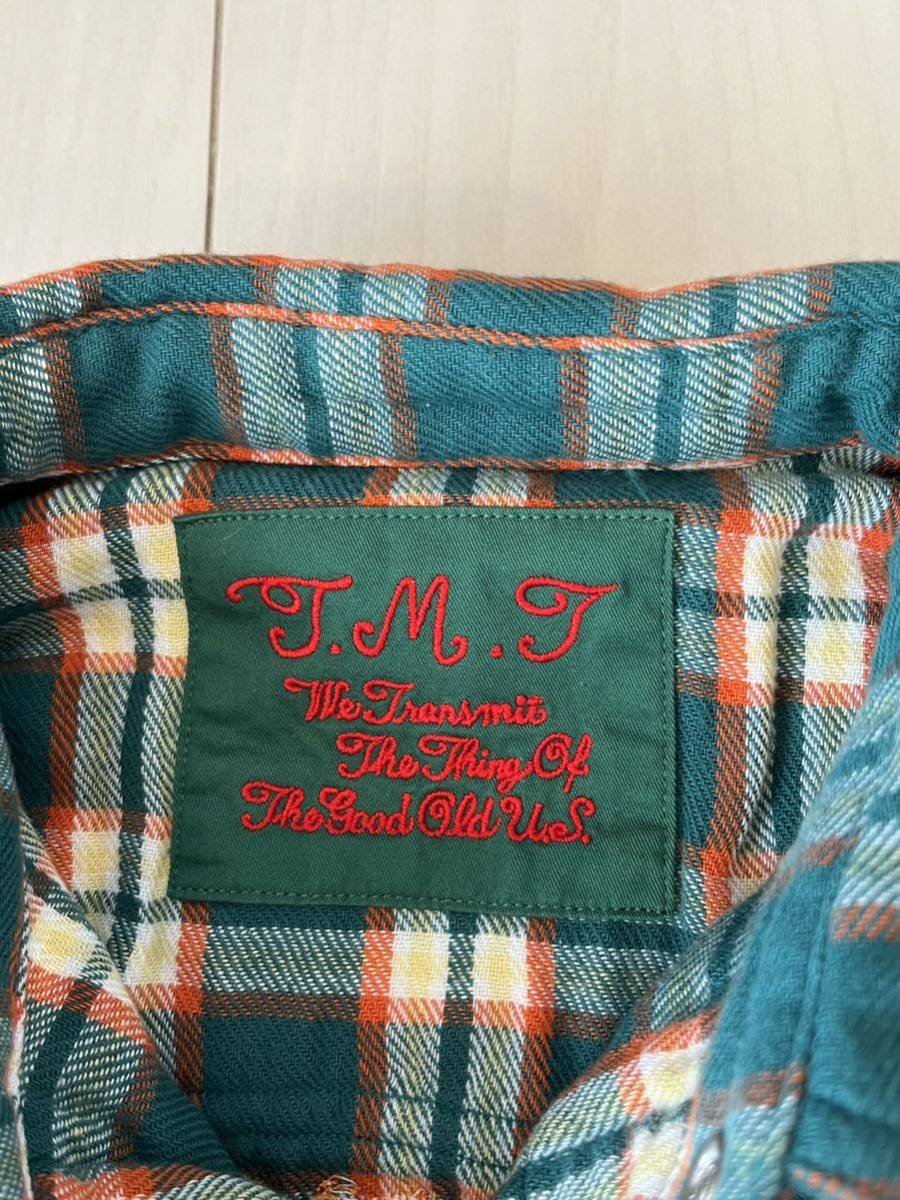 T.M.T
We Transmit
The Thing Of
The Good Old U.S.